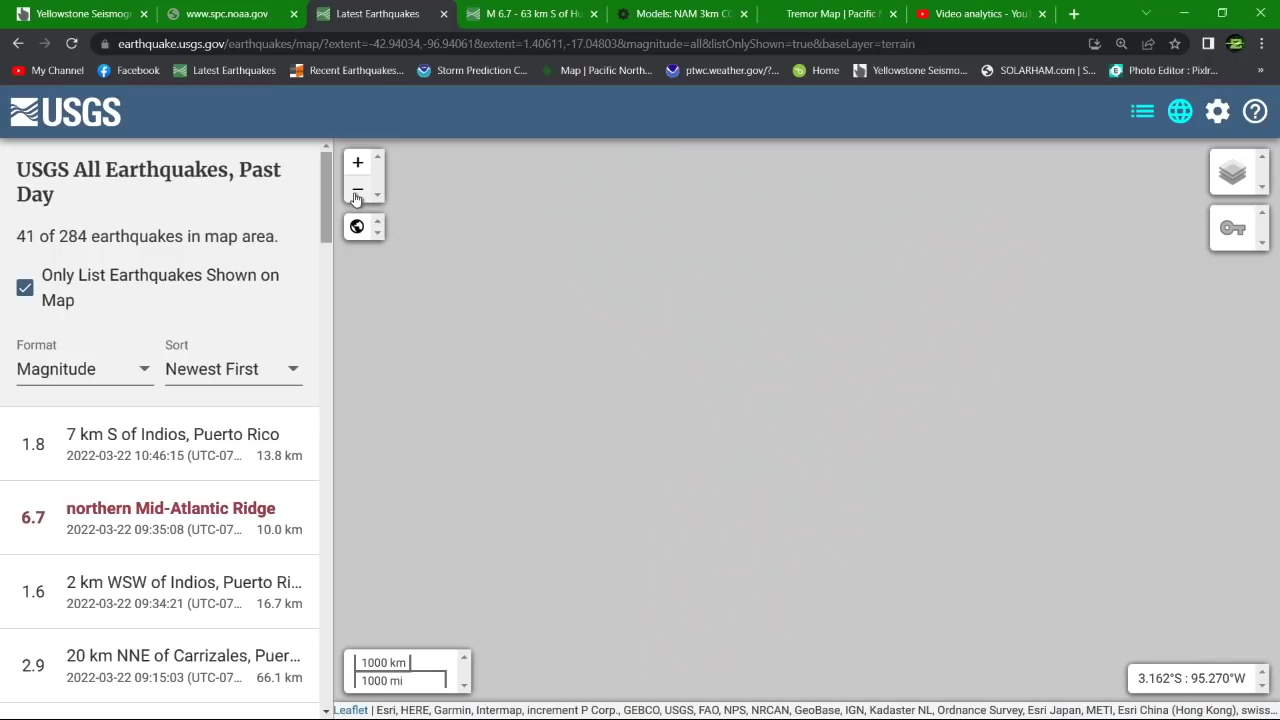 Yellowstone Seismog
www.spc.noaa.gov
Latest Earthquakes
M 6.7 - 63 km S of H
Models: NAM 3km C
Tremor Map | Pacific
Video analytics - You
earthquake.usgs.gov/earthquakes/map/?extent=-42.94034,-96.94061&extent=1.40611,-17.04803&magnitude=all&listOnlyShown=true&baseLayer=terrain
My Channel
Facebook
Latest Earthquakes
Recent Earthquakes...
Storm Prediction C...
Map | Pacific North...
ptwc.weather.gov/?...
Home
Yellowstone Seismo...
SOLARHAM.com | S...
Photo Editor : Pixlr...
»
USGS
USGS All Earthquakes, Past
Day
41 of 284 earthquakes in map area.
Only List Earthquakes Shown on
Map
Format
Sort
Magnitude
Newest First
1.8
7 km S of Indios, Puerto Rico
2022-03-22 10:46:15 (UTC-07...
13.8 km
6.7
northern Mid-Atlantic Ridge
2022-03-22 09:35:08 (UTC-07...
10.0 km
1.6
2 km WSW of Indios, Puerto Ri...
2022-03-22 09:34:21 (UTC-07...
16.7 km
2.9
20 km NNE of Carrizales, Puer...
2022-03-22 09:15:03 (UTC-07...
66.1 km
1000 km
1000 mi
3.162°S : 95.270°W
Leaflet | Esri, HERE, Garmin, Intermap, increment P Corp., GEBCO, USGS, FAO, NPS, NRCAN, GeoBase, IGN, Kadaster NL, Ordnance Survey, Esri Japan, METI, Esri China (Hong Kong), swiss...